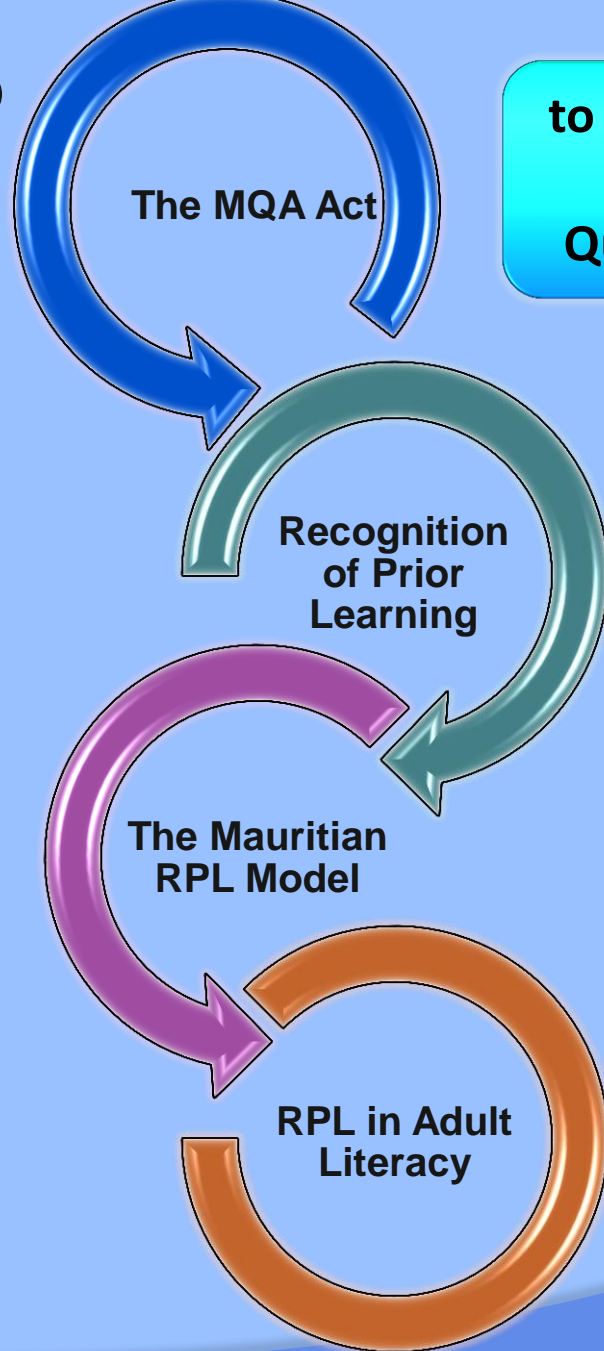 )
The MQA Act
to
Recognition
of Prior
Learning
The Mauritian
RPL Model
RPL in Adult
Literacy